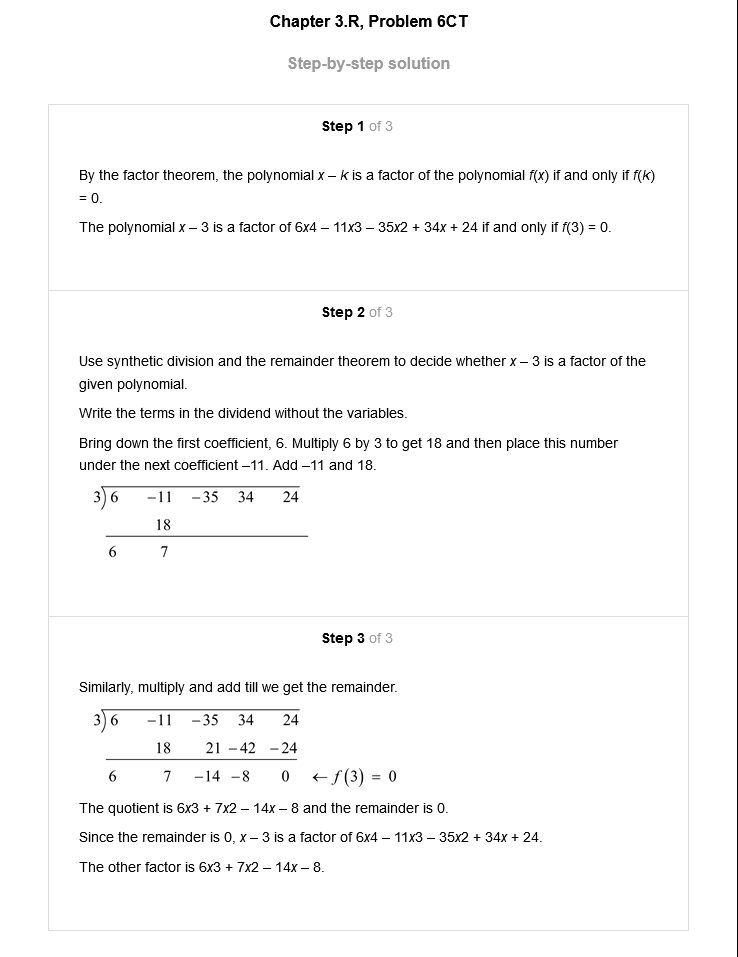 Chapter 3.R, Problem 6CT
Step-by-step solution
Step 1 of 3
By the factor theorem, the polynomial x – k is a factor of the polynomial f(x) if and only if f(k)
= 0.
The polynomial x – 3 is a factor of 6x4 – 11x3 – 35x2 + 34x + 24 if and only if f(3) = 0.
Step 2 of 3
Use synthetic division and the remainder theorem to decide whether x – 3 is a factor of the
given polynomial.
Write the terms in the dividend without the variables.
Bring down the first coefficient, 6. Multiply 6 by 3 to get 18 and then place this number
under the next coefficient –11. Add –11 and 18.
3)6 −11 −35 34 24
18
6 7
Step 3 of 3
Similarly, multiply and add till we get the remainder.
3)6 −11 −35 34 24
18 21 −42 −24
6 7 −14 −8 0 ←f(3) = 0
The quotient is 6x3 + 7x2 – 14x – 8 and the remainder is 0.
Since the remainder is 0, x – 3 is a factor of 6x4 – 11x3 – 35x2 + 34x + 24.
The other factor is 6x3 + 7x2 – 14x – 8.